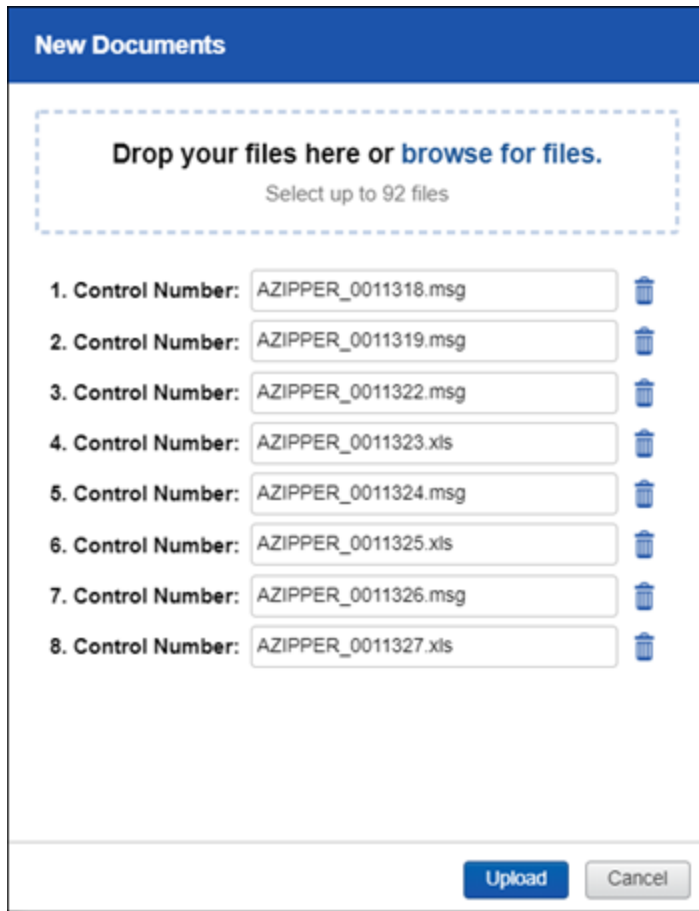 New Documents
Drop your files here or browse for files.
Select up to 92 files
1. Control Number: AZIPPER_0011318.msg
2. Control Number: AZIPPER_0011319.msg
3. Control Number: AZIPPER_0011322.msg
4. Control Number: AZIPPER_0011323.xls
5. Control Number: AZIPPER_0011324.msg
6. Control Number: AZIPPER_0011325.xls
7. Control Number: AZIPPER_0011326.msg
8. Control Number: AZIPPER_0011327.xls
Upload Cancel